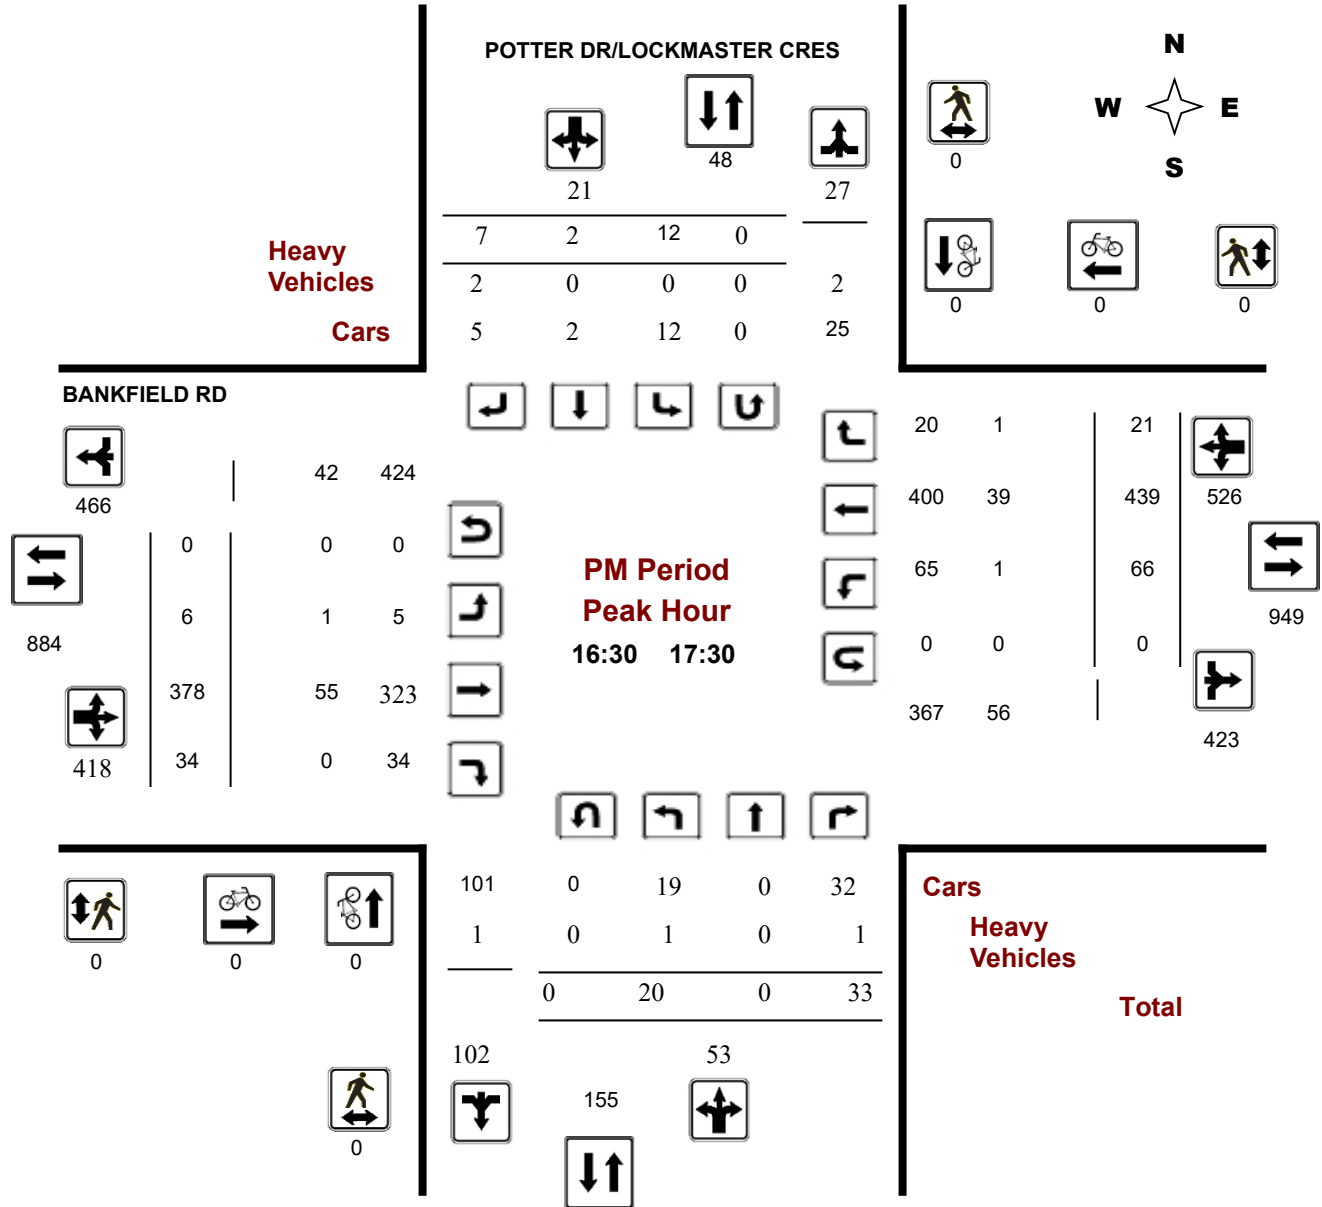 POTTER DR/LOCKMASTER CRES
N
W E
S
48
0
21 27
7 2 12 0
Heavy
Vehicles
2 0 0 0 2
0 0 0
Cars
5 2 12 0 25
BANKFIELD RD
20 1 21
42 424
466
400 39 439 526
0 0 0
PM Period
65 1 66
Peak Hour
6 1 5
949
884
16:30 17:30
0 0 0
378 55 323
367 56
423
418 34 0 34
101 0 19 0 32
Cars
1 0 1 0 1
Heavy
Vehicles
0 0 0
0 20 0 33
Total
102 53
155
0